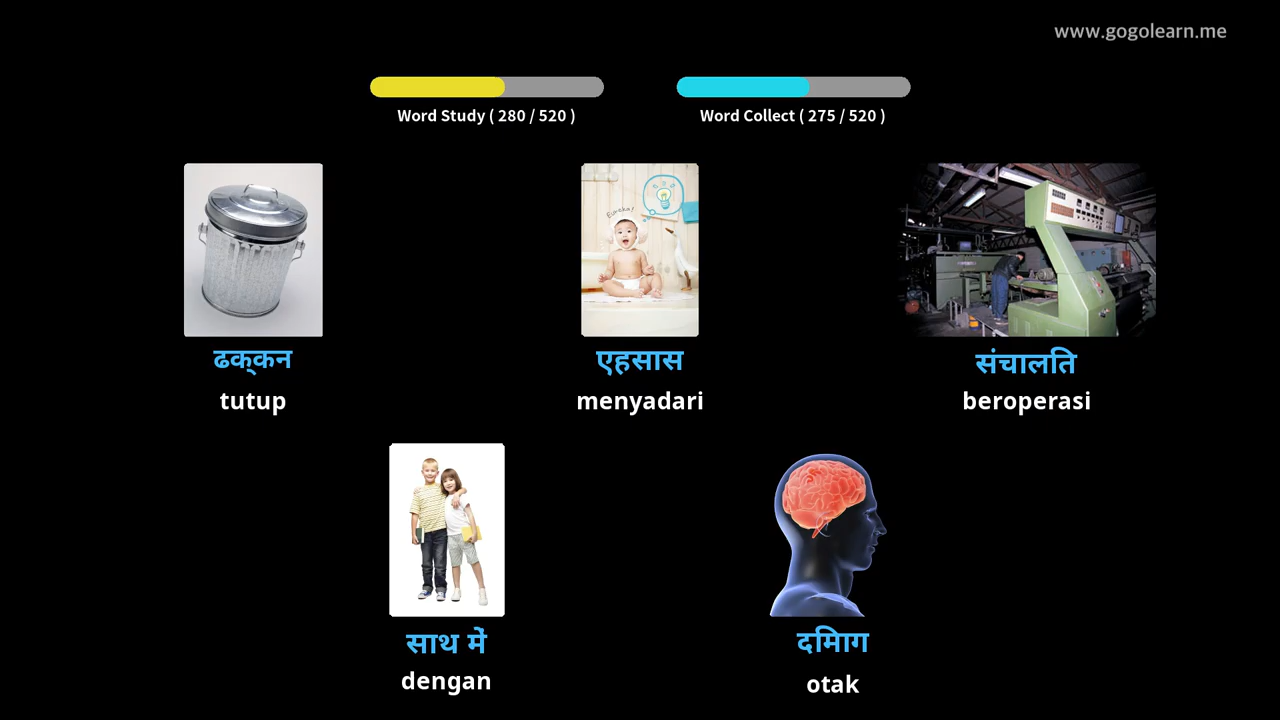 www.gogolearn.me
Word Study ( 280 / 520 )
Word Collect ( 275 / 520 )
Eureka!
ढक्कन
एहसास
संचालति
tutup
menyadari
beroperasi
साथ में
दिमाग
dengan
otak